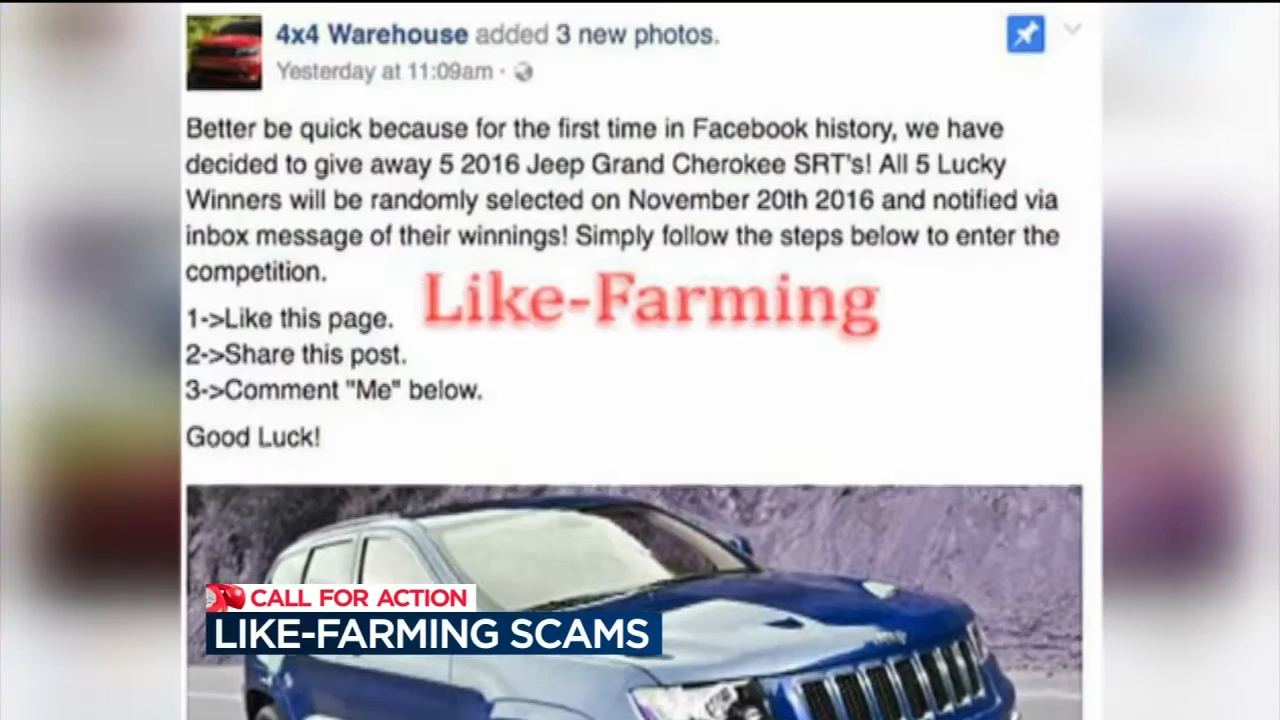 4x4 Warehouse added 3 new photos.
Yesterday at 11:09am ·
Better be quick because for the first time in Facebook history, we have
decided to give away 5 2016 Jeep Grand Cherokee SRT's! All 5 Lucky
Winners will be randomly selected on November 20th 2016 and notified via
inbox message of their winnings! Simply follow the steps below to enter the
competition.
Like-Farming
1->Like this page.
2->Share this post.
3->Comment "Me" below.
Good Luck!
CALL FOR ACTION
LIKE-FARMING SCAMS